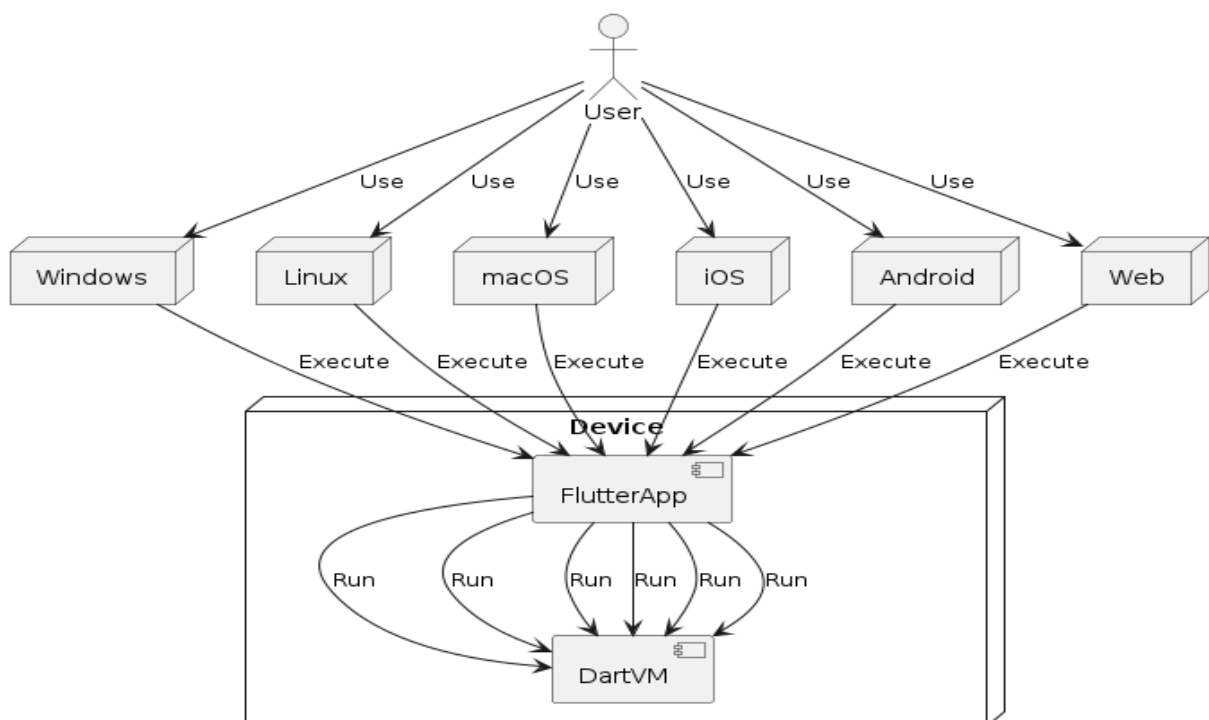 User
Use Use Use Use Use Use
Windows Linux macOS iOS Android Web
Execute Execute Execute Execute Execute Execute
Device
FlutterApp
Run Run Run Run Run Run
DartVM